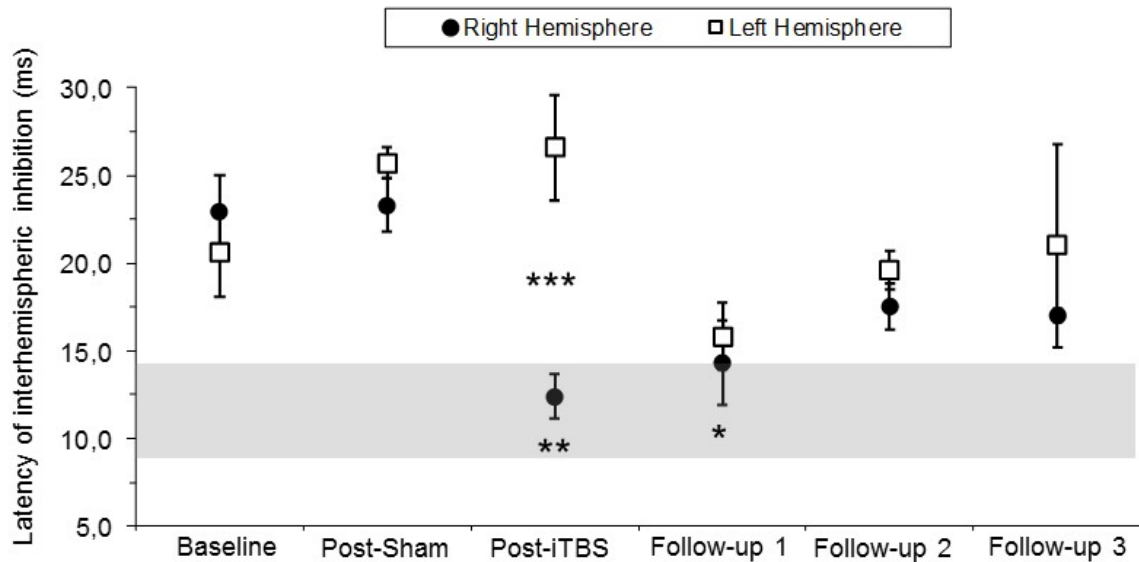 Right Hemisphere Left Hemisphere
Latency of interhemispheric inhibition (ms)
30,0
25,0
20,0
***
15,0
10,0
** *
5,0
Baseline Post-Sham Post-iTBS Follow-up 1 Follow-up 2 Follow-up 3